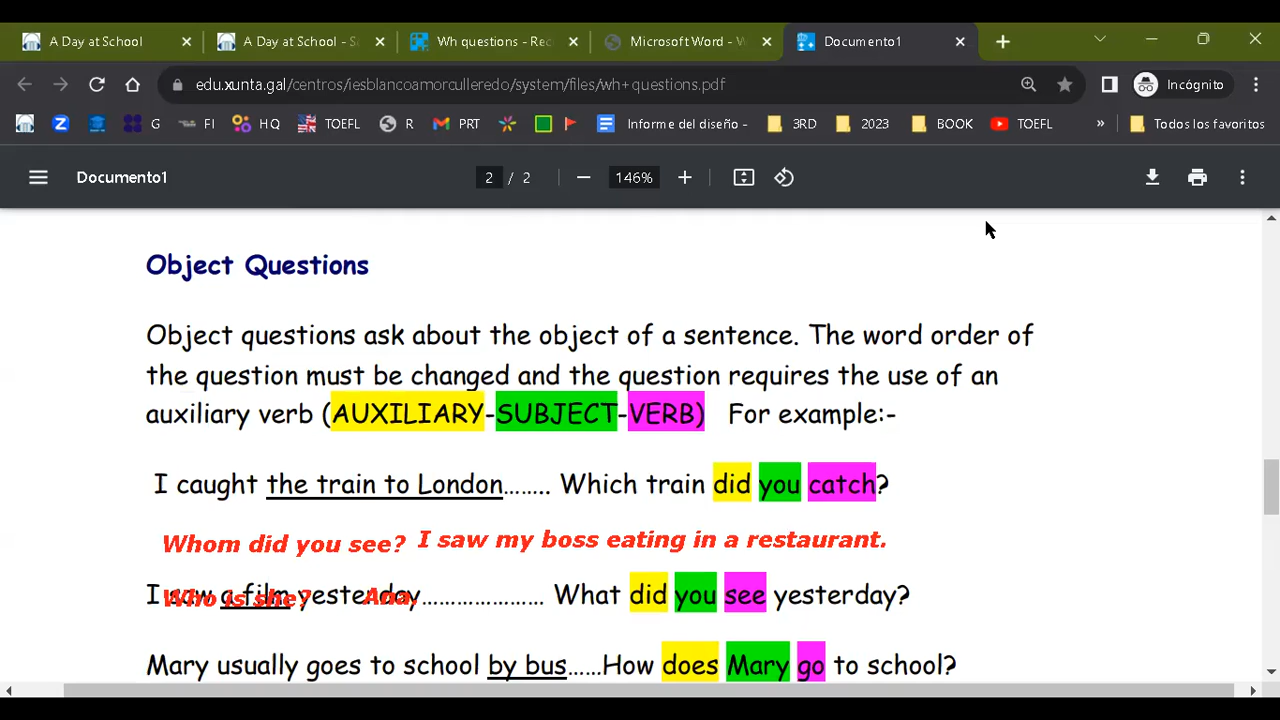 A Day at School
A Day at School - S
Wh questions - Rec
Microsoft Word - W
Documento1
edu.xunta.gal/centros/iesblancoamorculleredo/system/files/wh+questions.pdf
Incógnito
G
FI
HQ
TOEFL
R
PRT
Informe del diseño -
3RD
2023
BOOK
TOEFL
»
Todos los favoritos
Documento1
2 / 2
146%
Object Questions
Object questions ask about the object of a sentence. The word order of
the question must be changed and the question requires the use of an
auxiliary verb (AUXILIARY-SUBJECT-VERB) For example:-
I caught the train to London…….. Which train did you catch?
Whom did you see? I saw my boss eating in a restaurant.
I saw a film yesterday………………… What did you see yesterday?
Who is she? Ana,
Mary usually goes to school by bus……How does Mary go to school?